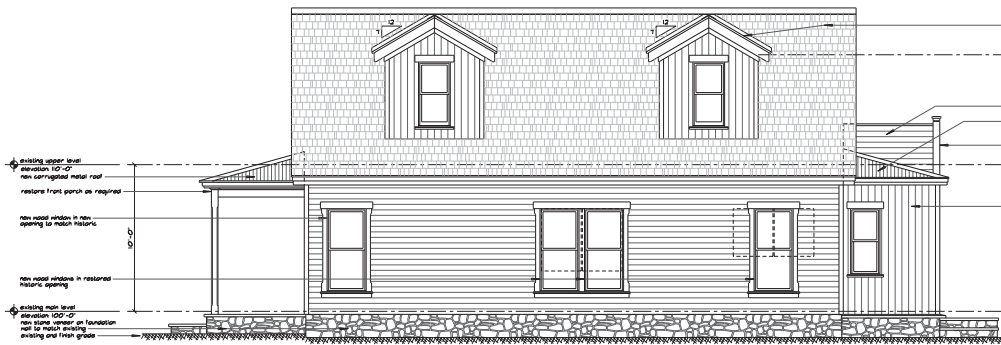 12
7
12
7
existing upper level
elevation 110'-0"
new corrugated metal roof
restore front porch as required
new wood window in new
opening to match historic
10'-0"
new wood windows in restored
historic opening
existing main level
elevation 100'-0"
new stone veneer on foundation
wall to match existing
existing and finish grade